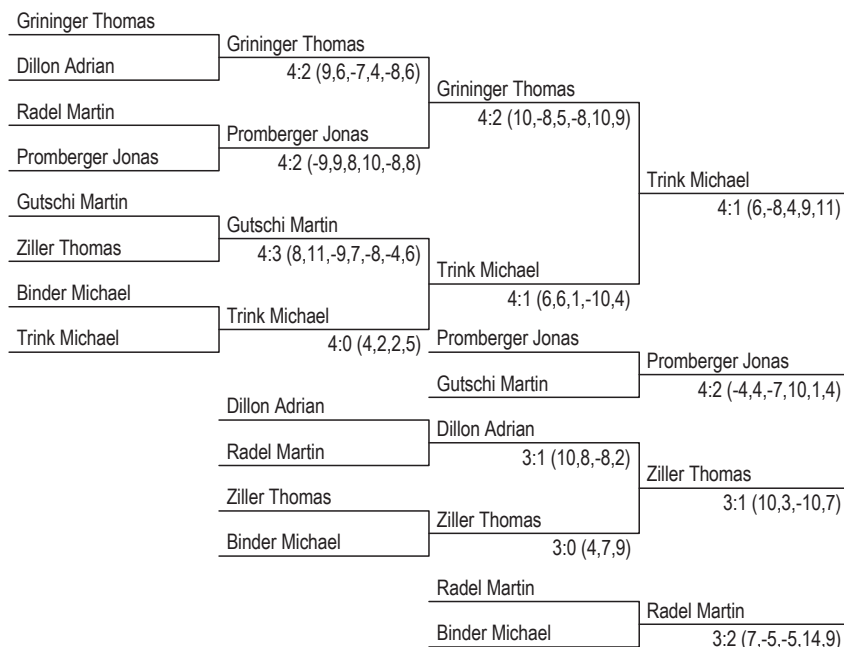 Grininger Thomas
Dillon Adrian
Grininger Thomas
4:2 (9,6,-7,4,-8,6)
Radel Martin
Promberger Jonas
Promberger Jonas
4:2 (-9,9,8,10,-8,8)
Grininger Thomas
4:2 (10,-8,5,-8,10,9)
Gutschi Martin
Ziller Thomas
Gutschi Martin
4:3 (8,11,-9,7,-8,-4,6)
Binder Michael
Trink Michael
Trink Michael
4:0 (4,2,2,5)
Trink Michael
4:1 (6,6,1,-10,4)
Trink Michael
4:1 (6,-8,4,9,11)
Promberger Jonas
Gutschi Martin
Promberger Jonas
4:2 (-4,4,-7,10,1,4)
Dillon Adrian
Radel Martin
Dillon Adrian
3:1 (10,8,-8,2)
Ziller Thomas
Binder Michael
Ziller Thomas
3:0 (4,7,9)
Ziller Thomas
3:1 (10,3,-10,7)
Radel Martin
Binder Michael
Radel Martin
3:2 (7,-5,-5,14,9)